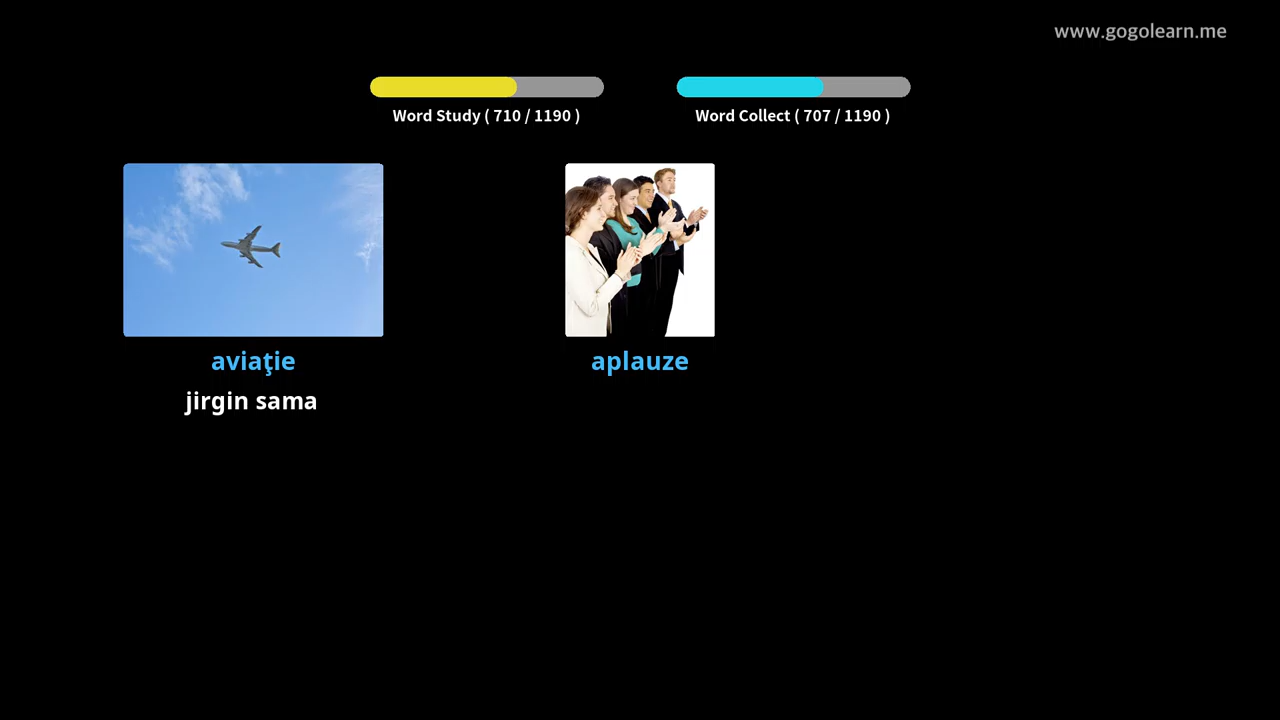 www.gogolearn.me
Word Study ( 710 / 1190 )
Word Collect ( 707 / 1190 )
aviaţie
aplauze
jirgin sama